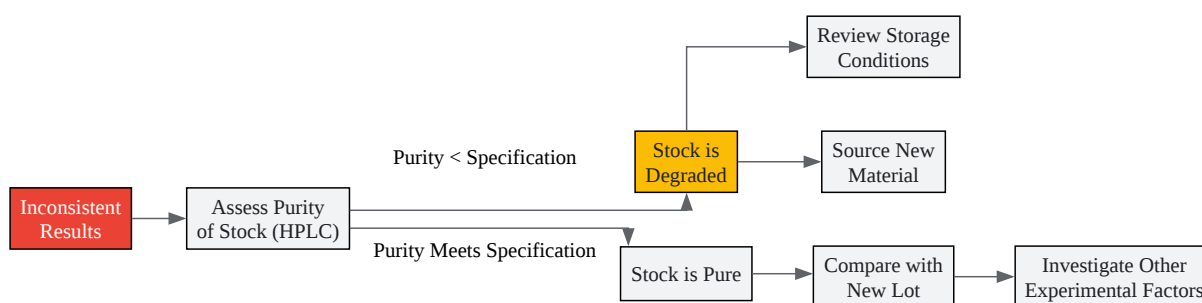 Inconsistent
Results
Assess Purity
of Stock (HPLC)
Purity < Specification
Stock is
Degraded
Review Storage
Conditions
Source New
Material
Purity Meets Specification
Stock is Pure
Compare with
New Lot
Investigate Other
Experimental Factors